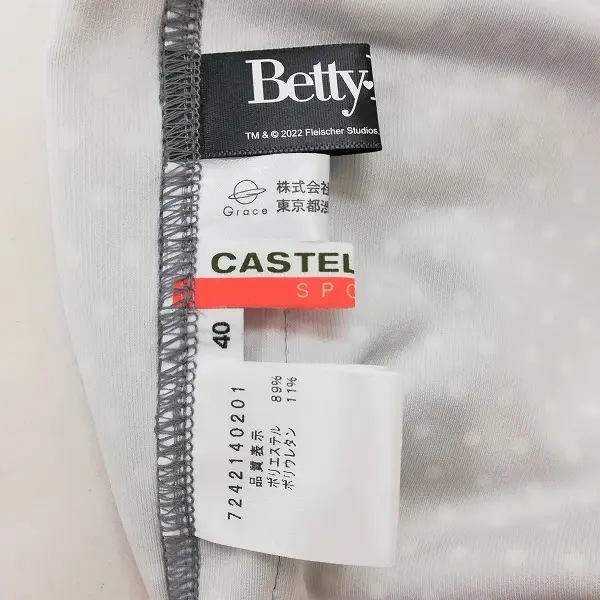 Betty
TM & © 2022 Fleischer Studios,
Grace
株式会社
東京都渋
CASTEL
SPO
40
7242140201
品質表示
ポリエステル 89%
ポリウレタン 11%